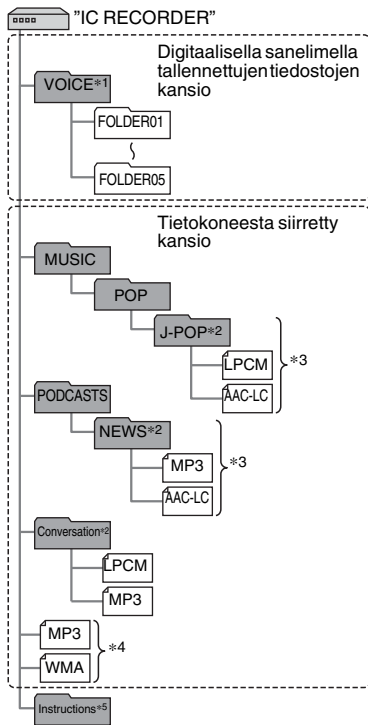 "IC RECORDER"
Digitaalisella sanelimella
tallennettujen tiedostojen
kansio
VOICE*1
FOLDER01
FOLDER05
Tietokoneesta siirretty
kansio
MUSIC
POP
J-POP*2
LPCM
*3
AAC-LC
PODCASTS
NEWS*2
MP3
*3
AAC-LC
Conversation*2
LPCM
MP3
MP3
*4
WMA
Instructions*5